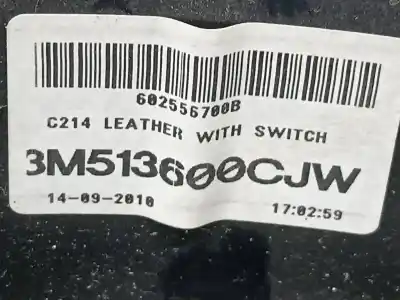 602556700B
C214 LEATHER WITH SWITCH
3M513600CJW
14-09-2010 17:02:59